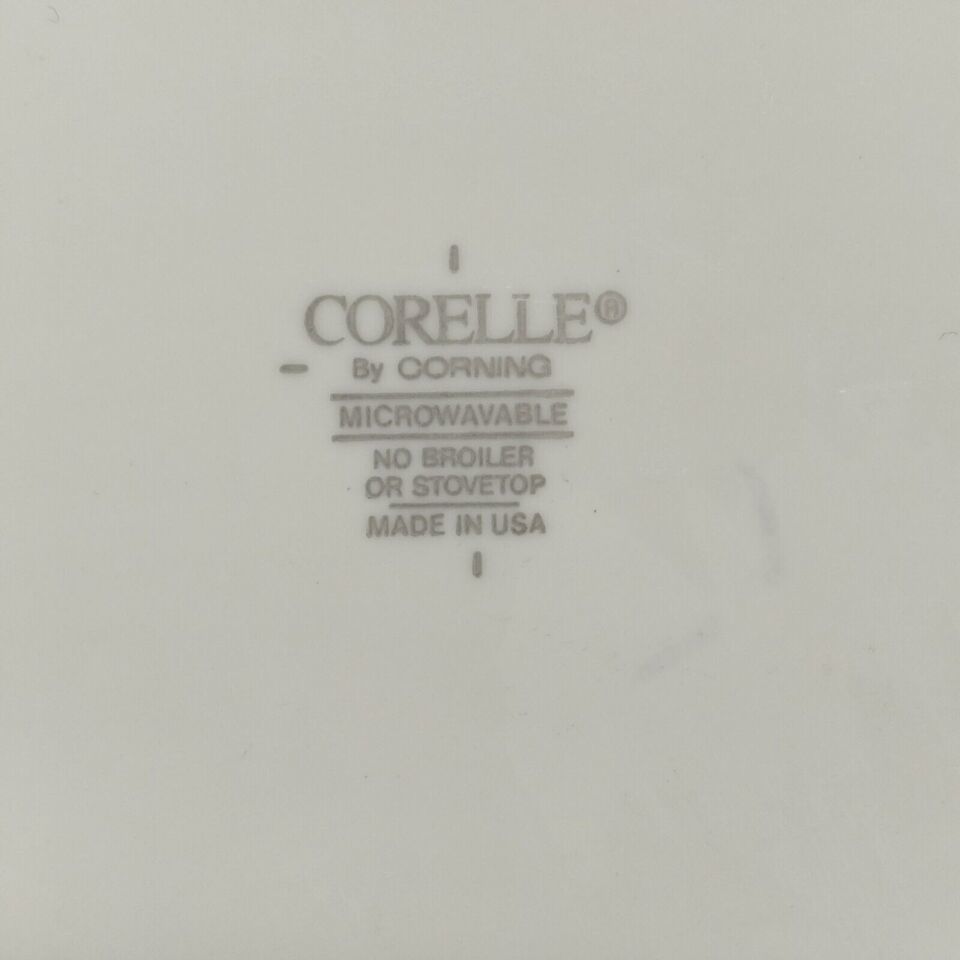 CORELLE®
By CORNING
MICROWAVABLE
NO BROILER
OR STOVETOP
MADE IN USA